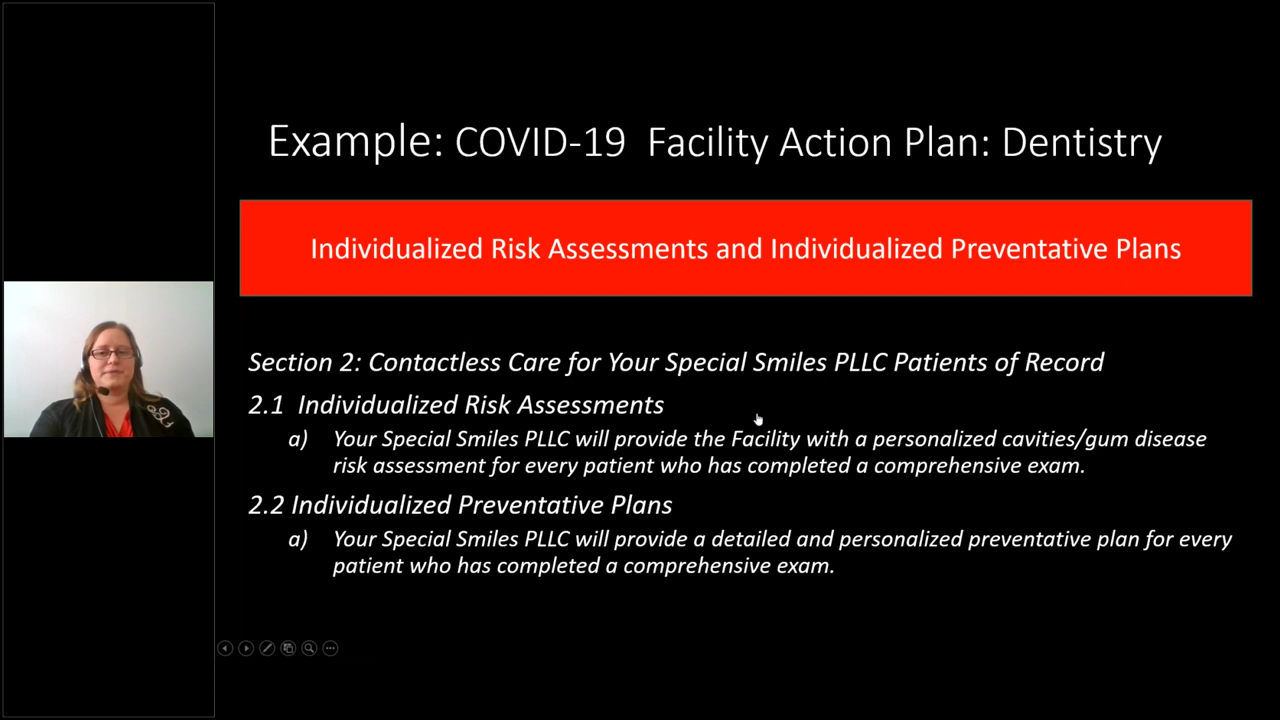 Example: COVID-19 Facility Action Plan: Dentistry
Individualized Risk Assessments and Individualized Preventative Plans
Section 2: Contactless Care for Your Special Smiles PLLC Patients of Record
2.1 Individualized Risk Assessments
a) Your Special Smiles PLLC will provide the Facility with a personalized cavities/gum disease
risk assessment for every patient who has completed a comprehensive exam.
2.2 Individualized Preventative Plans
a) Your Special Smiles PLLC will provide a detailed and personalized preventative plan for every
patient who has completed a comprehensive exam.